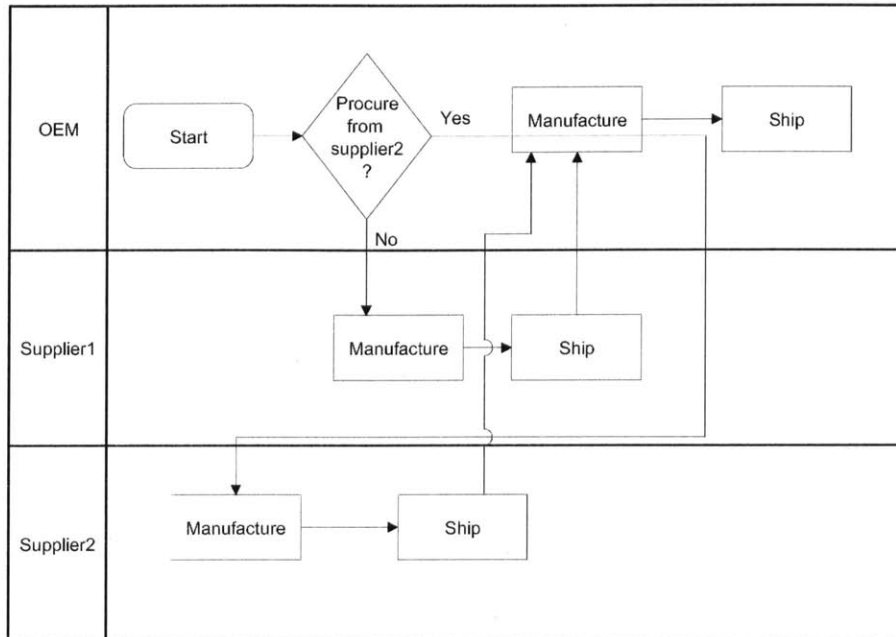 OEM
Start
Procure
from
supplier2
?
Yes
No
Manufacture
Ship
Supplier1
Manufacture
Ship
Supplier2
Manufacture
Ship